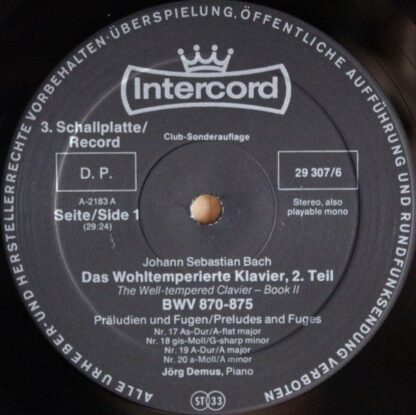 ALLE URHEBER- UND HERSTELLERRECHTE VORBEHALTEN · ÜBERSPIELUNG, ÖFFENTLICHE AUFFÜHRUNG UND RUNDFUNKSENDUNG VERBOTEN
Intercord
3. Schallplatte/
Record
Club-Sonderauflage
D. P.
29 307/6
A-2183 A
Seite/Side 1
(29:24)
Stereo, also
playable mono
Johann Sebastian Bach
Das Wohltemperierte Klavier, 2. Teil
The Well-tempered Clavier – Book II
BWV 870-875
Präludien und Fugen/Preludes and Fugues
Nr. 17 As-Dur/A-flat major
Nr. 18 gis-Moll/G-sharp minor
Nr. 19 A-Dur/A major
Nr. 20 a-Moll/A minor
Jörg Demus, Piano
ST 33